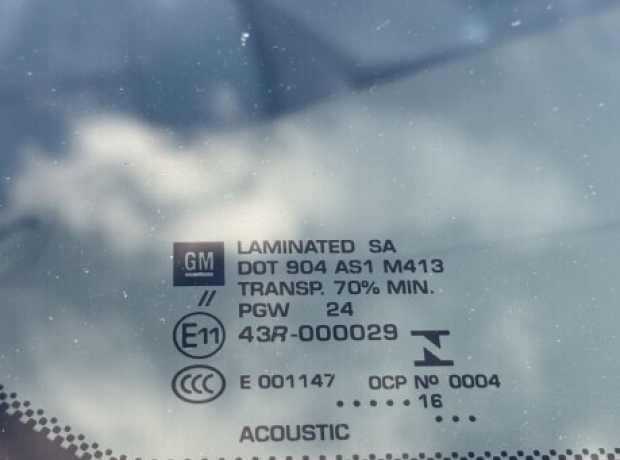 GM
LAMINATED SA
DOT 904 AS1 M413
TRANSP. 70% MIN.
//
PGW 24
E11 43R-000029
CCC E 001147 OCP Nº 0004
•••••16
•••
ACOUSTIC